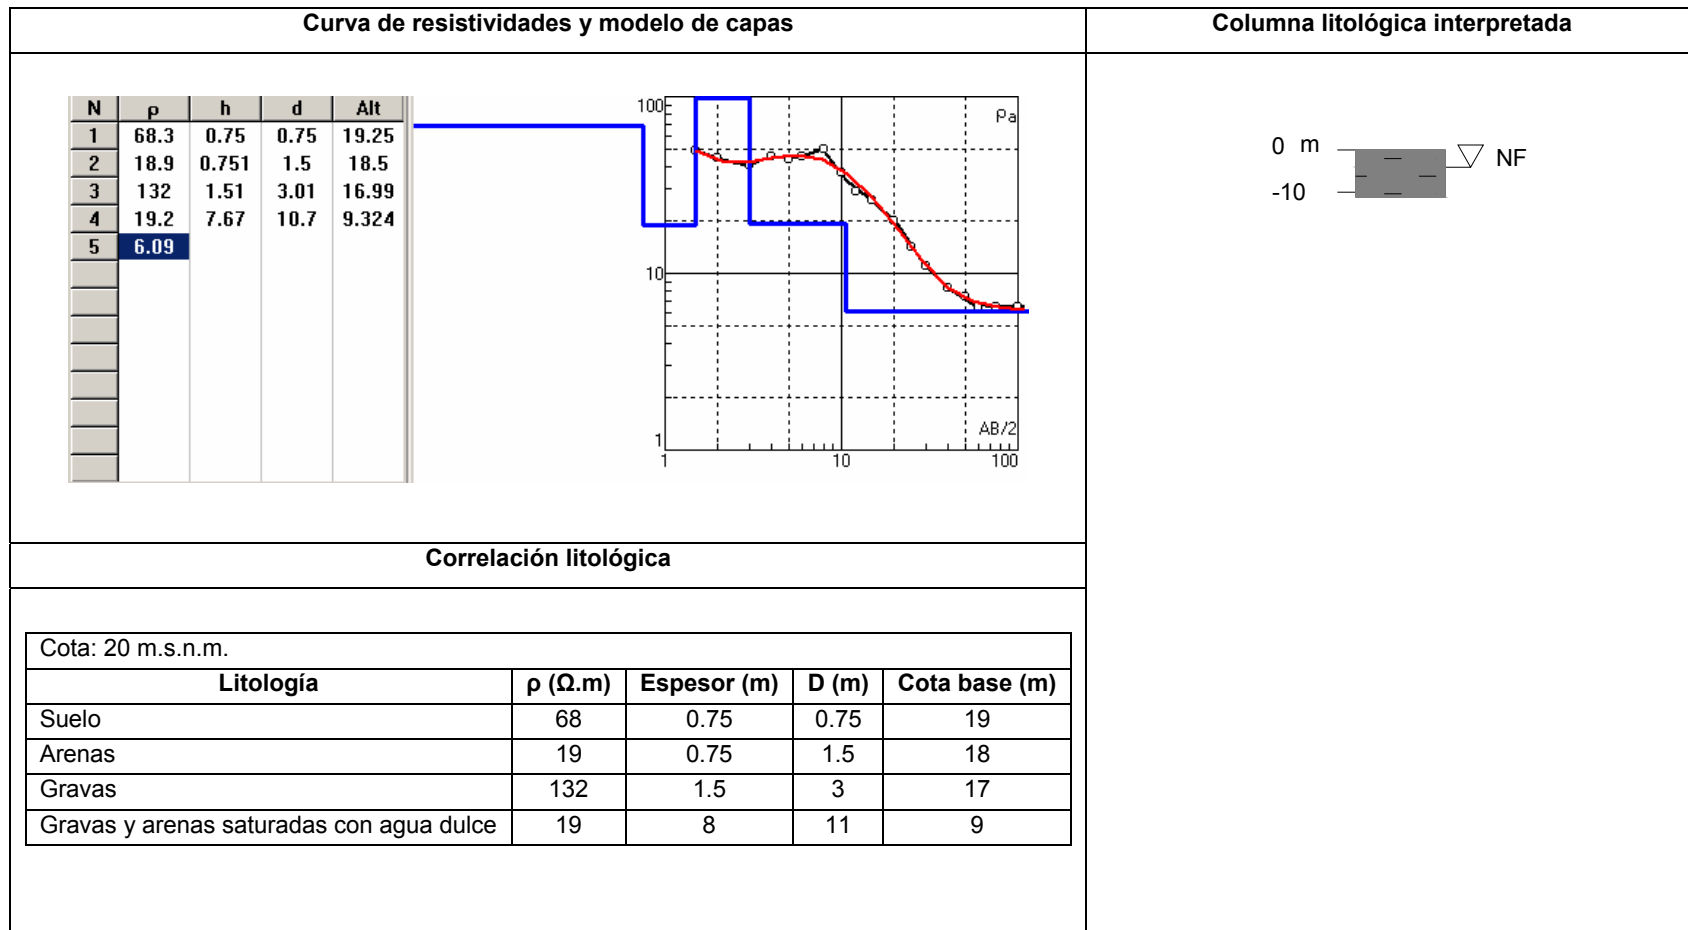 Curva de resistividades y modelo de capas
Columna litológica interpretada
N ρ h d Alt
1 68.3 0.75 0.75 19.25
2 18.9 0.751 1.5 18.5
3 132 1.51 3.01 16.99
4 19.2 7.67 10.7 9.324
5 6.09
100
ρa
10
1
AB/2
1 10 100
0 m
NF
-10
Correlación litológica
Cota: 20 m.s.n.m.
Litología ρ (Ω.m) Espesor (m) D (m) Cota base (m)
Suelo 68 0.75 0.75 19
Arenas 19 0.75 1.5 18
Gravas 132 1.5 3 17
Gravas y arenas saturadas con agua dulce 19 8 11 9